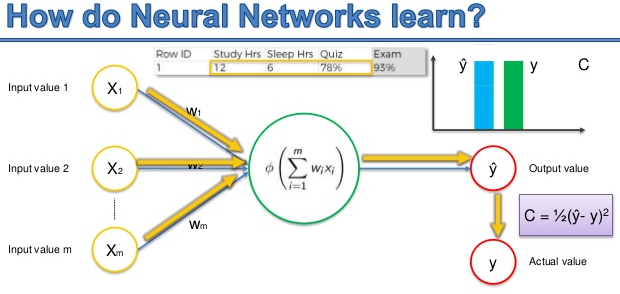 How do Neural Networks learn?
Row ID Study Hrs Sleep Hrs Quiz Exam
1 12 6 78% 93%
ŷ y C
Input value 1 X1
W1
Input value 2 X2
W2
ϕ ( m ∑ i=1 wixi )
ŷ Output value
C = ½(ŷ- y)²
Wm
Input value m Xm
y Actual value